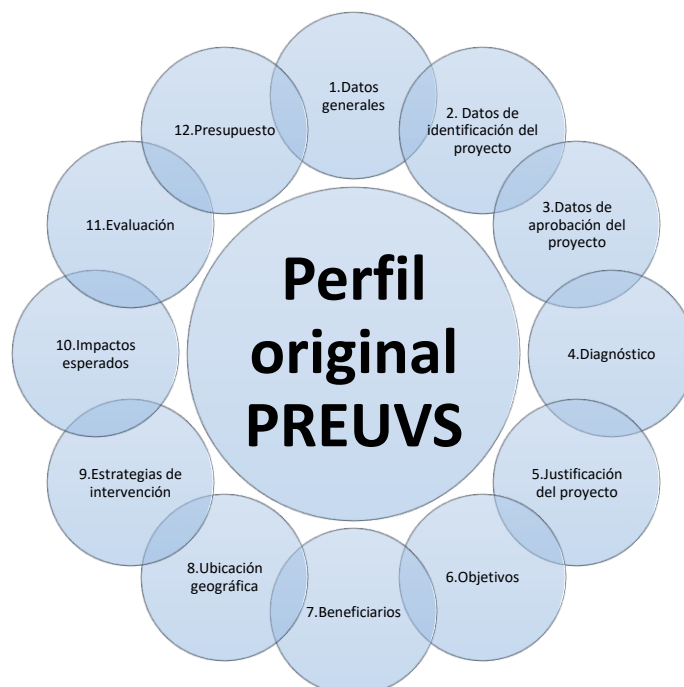 1.Datos
generales
2. Datos de
identificación del
proyecto
3.Datos de
aprobación del
proyecto
4.Diagnóstico
5.Justificación
del proyecto
6.Objetivos
7.Beneficiarios
8.Ubicación
geográfica
9.Estrategias de
intervención
10.Impactos
esperados
11.Evaluación
12.Presupuesto
Perfil
original
PREUVS